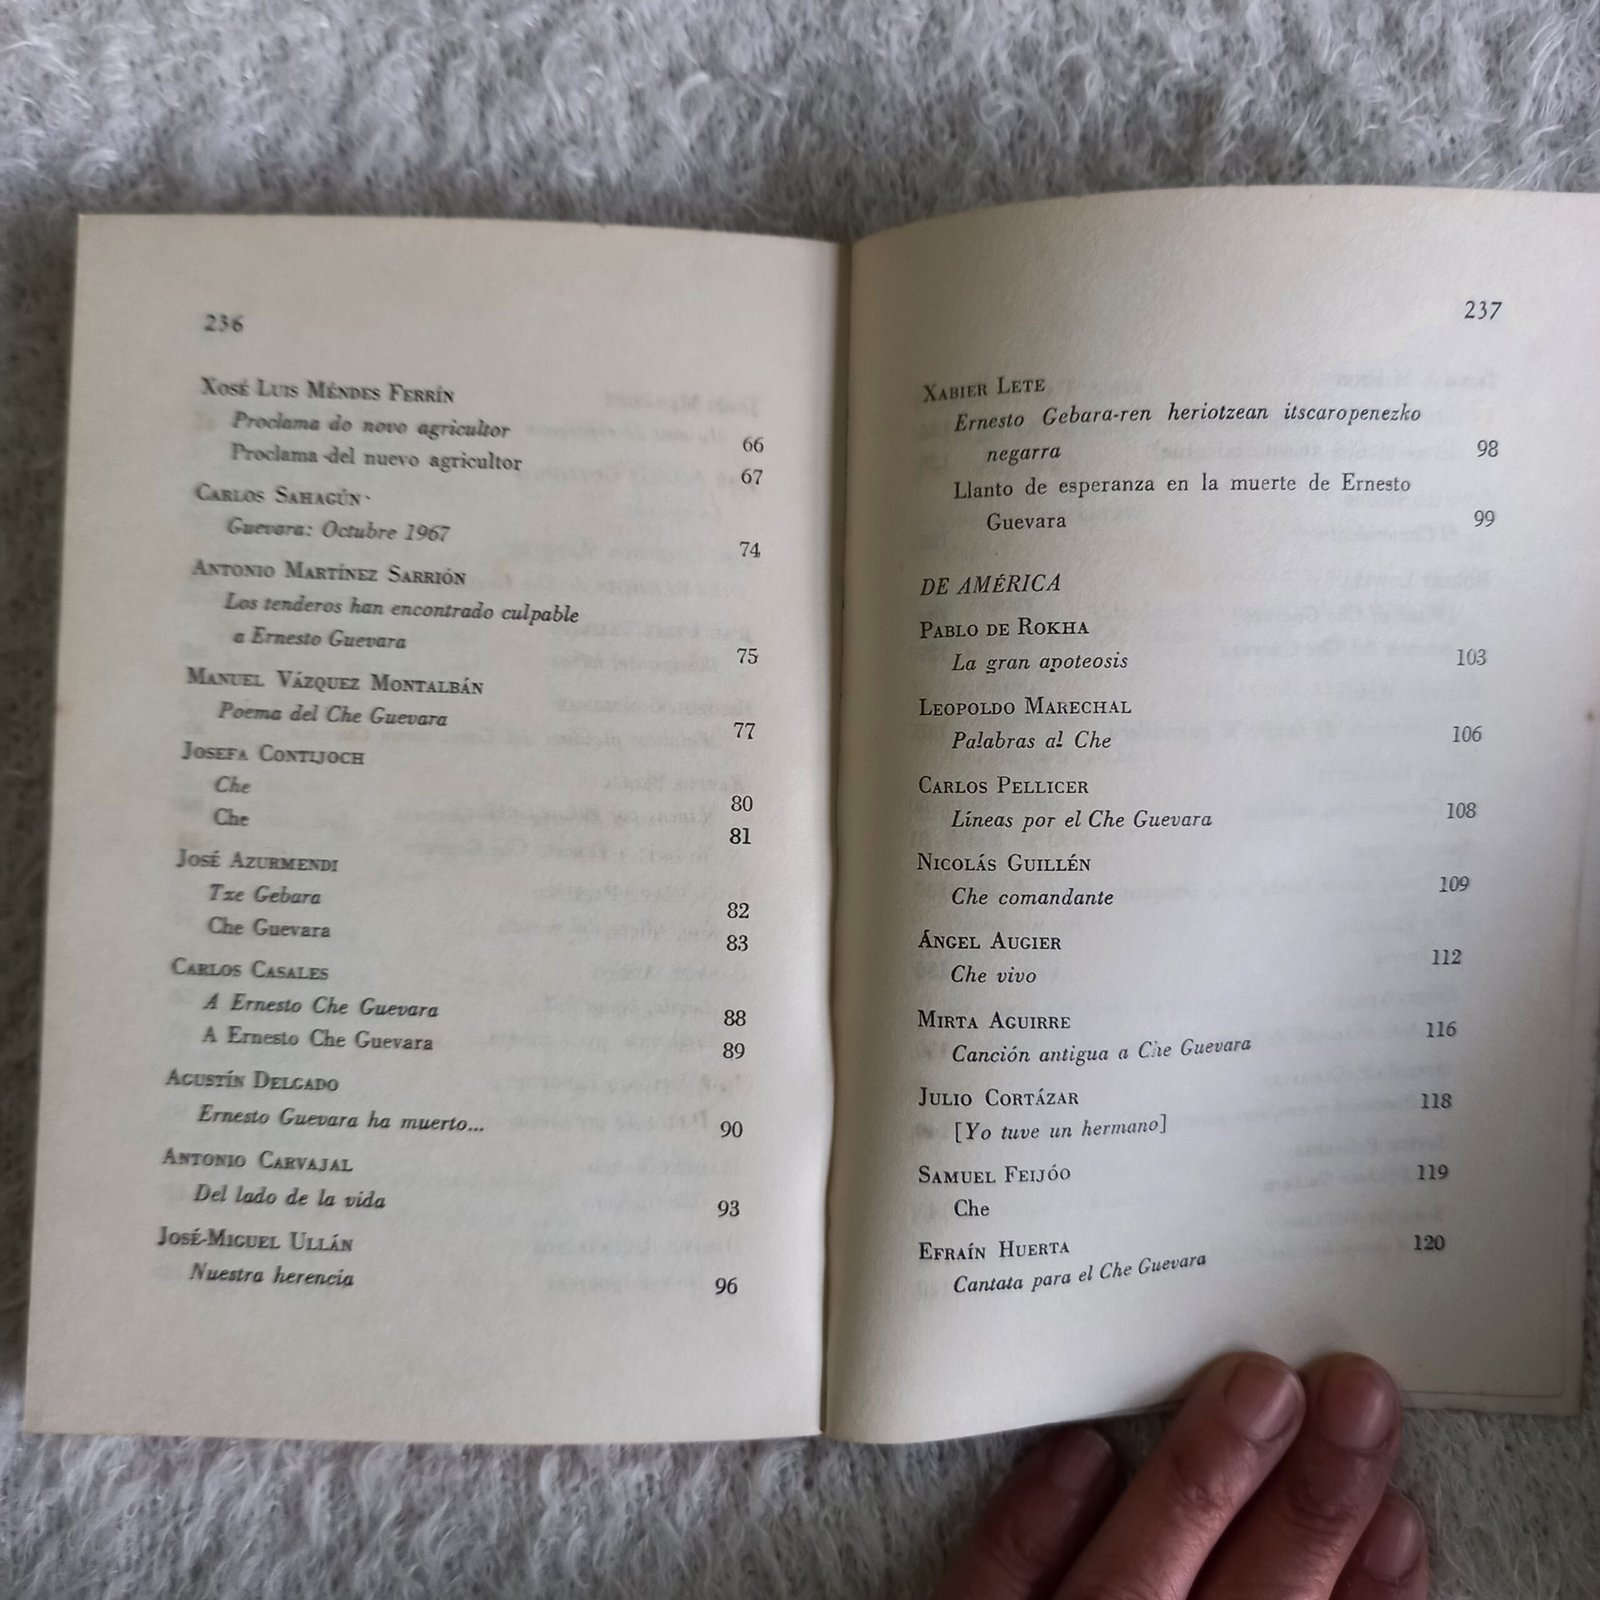 236
XOSÉ LUIS MÉNDES FERRÍN
Proclama do novo agricultor 66
Proclama del nuevo agricultor 67
CARLOS SAHAGÚN
Guevara: Octubre 1967 74
ANTONIO MARTÍNEZ SARRIÓN
Los tenderos han encontrado culpable
a Ernesto Guevara 75
MANUEL VÁZQUEZ MONTALBÁN
Poema del Che Guevara 77
JOSEFA CONTIJOCH
Che 80
Che 81
JOSÉ AZURMENDI
Txe Gebara 82
Che Guevara 83
CARLOS CASALES
A Ernesto Che Guevara 88
A Ernesto Che Guevara 89
AGUSTÍN DELGADO
Ernesto Guevara ha muerto... 90
ANTONIO CARVAJAL
Del lado de la vida 93
JOSÉ-MIGUEL ULLÁN
Nuestra herencia 96
237
XABIER LETE
Ernesto Gebara-ren heriotzean itscaropenezko
negarra 98
Llanto de esperanza en la muerte de Ernesto
Guevara 99
DE AMÉRICA
PABLO DE ROKHA
La gran apoteosis 103
LEOPOLDO MARECHAL
Palabras al Che 106
CARLOS PELLICER
Líneas por el Che Guevara 108
NICOLÁS GUILLÉN
Che comandante 109
ÁNGEL AUGIER
Che vivo 112
MIRTA AGUIRRE
Canción antigua a Che Guevara 116
JULIO CORTÁZAR
[Yo tuve un hermano] 118
SAMUEL FEIJÓO
Che 119
EFRAÍN HUERTA
Cantata para el Che Guevara 120